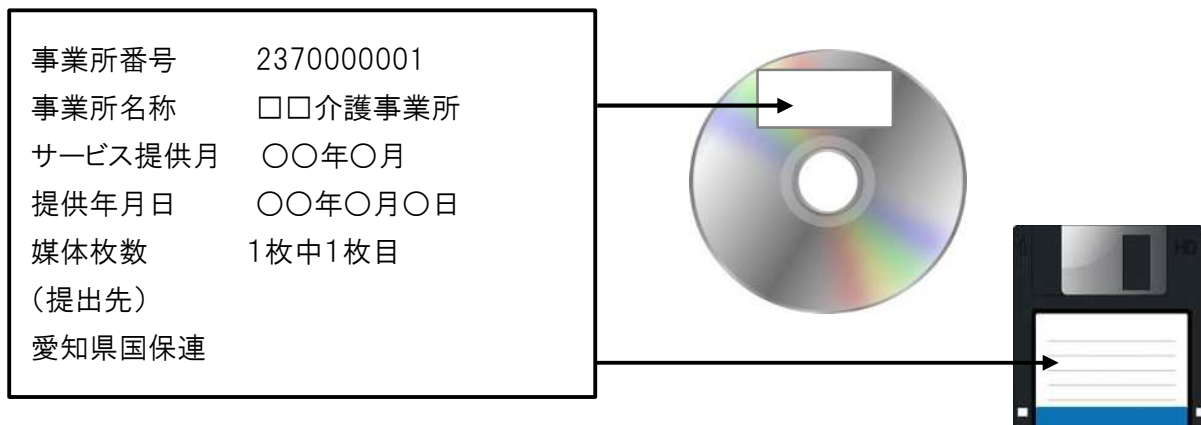 事業所番号 2370000001
事業所名称 □□介護事業所
サービス提供月 ○○年○月
提供年月日 ○○年○月○日
媒体枚数 1枚中1枚目
（提出先）
愛知県国保連
HD